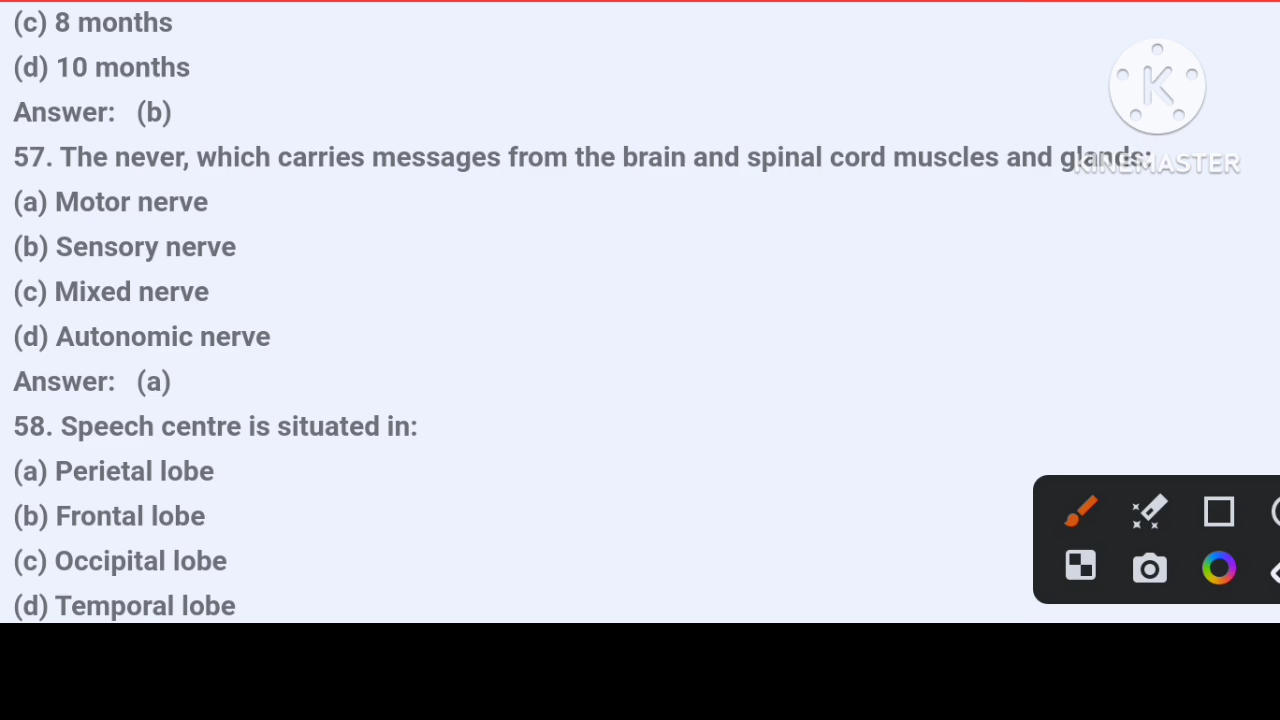 (c) 8 months
(d) 10 months
Answer: (b)
57. The never, which carries messages from the brain and spinal cord muscles and glands:
(a) Motor nerve
(b) Sensory nerve
(c) Mixed nerve
(d) Autonomic nerve
Answer: (a)
58. Speech centre is situated in:
(a) Perietal lobe
(b) Frontal lobe
(c) Occipital lobe
(d) Temporal lobe
K
KINEMASTER